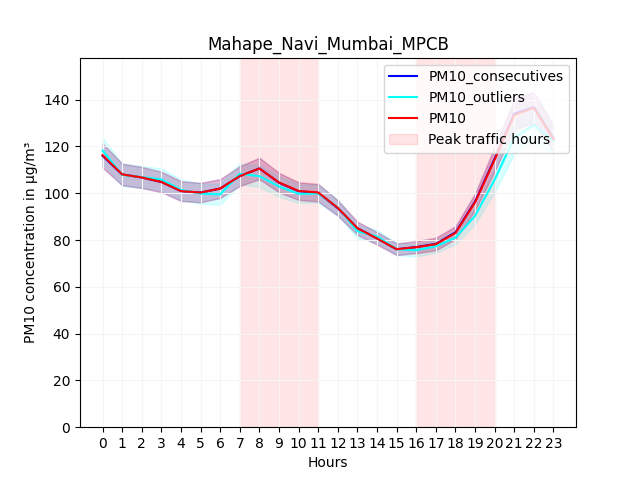 Mahape_Navi_Mumbai_MPCB
PM10_consecutives
PM10_outliers
PM10
Peak traffic hours
PM10 concentration in µg/m³
140
120
100
80
60
40
20
0
0 1 2 3 4 5 6 7 8 9 10 11 12 13 14 15 16 17 18 19 20 21 22 23
Hours